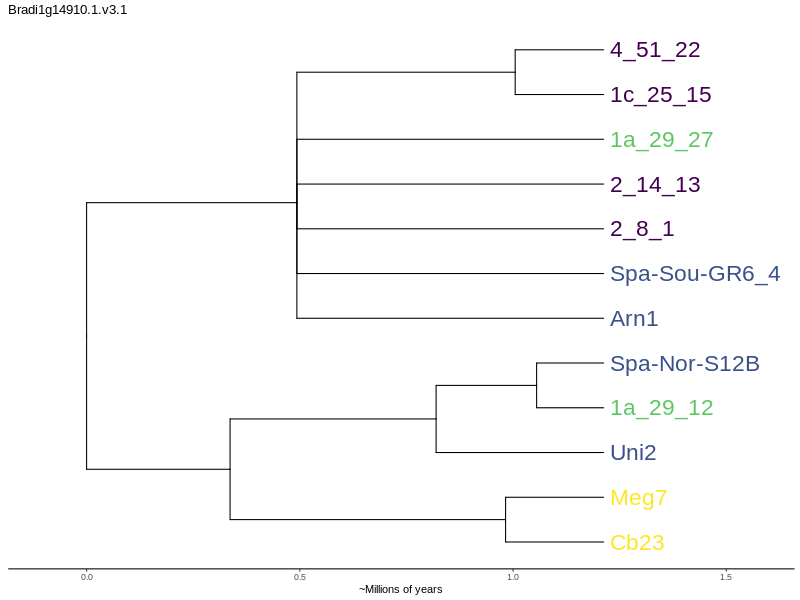 Bradi1g14910.1.v3.1
4_51_22
1c_25_15
1a_29_27
2_14_13
2_8_1
Spa-Sou-GR6_4
Arn1
Spa-Nor-S12B
1a_29_12
Uni2
Meg7
Cb23
0.0 0.5 1.0 1.5
~Millions of years